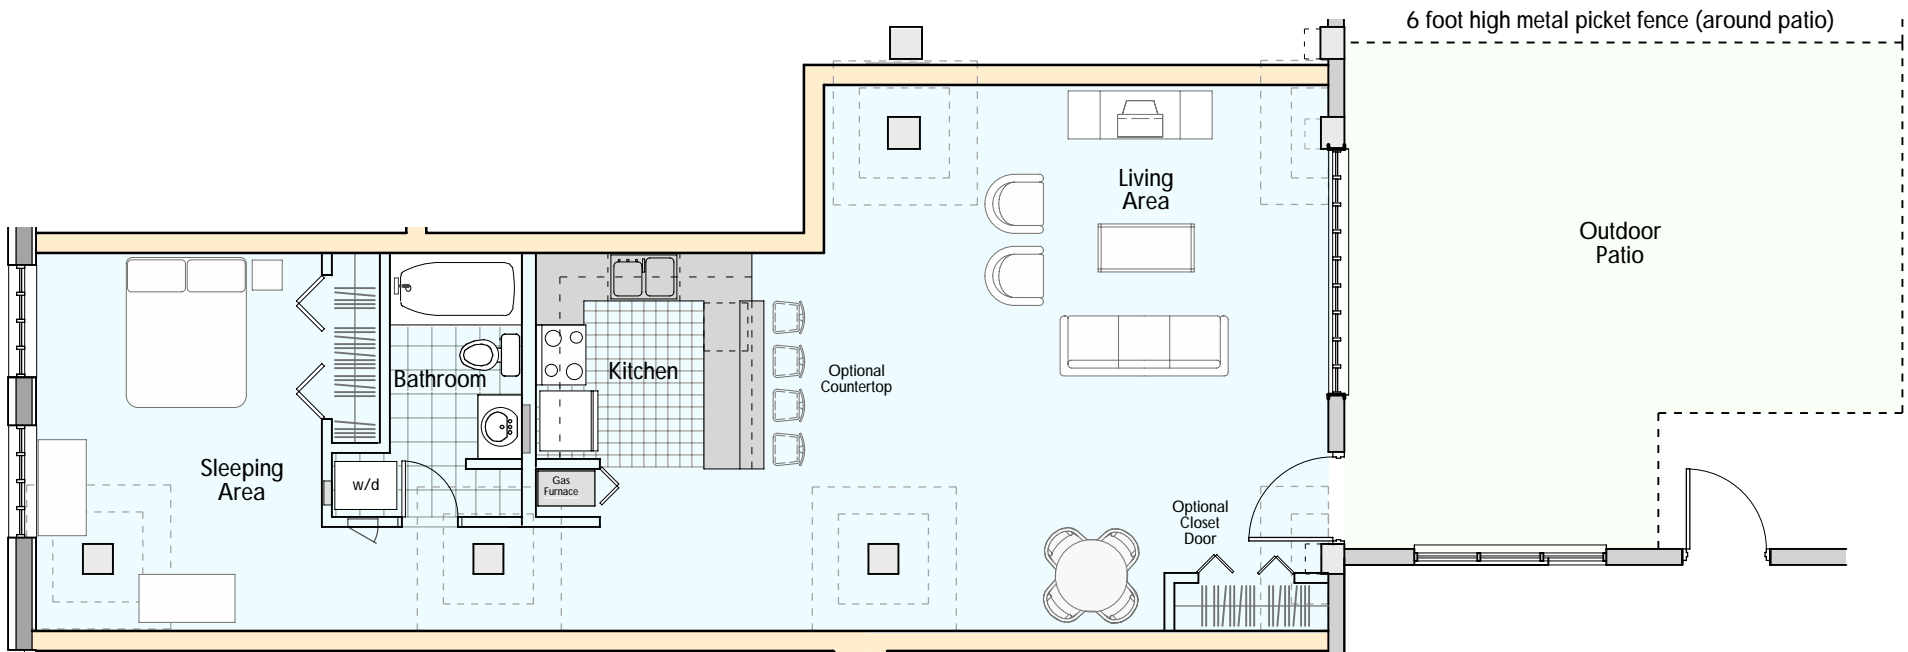 6 foot high metal picket fence (around patio)
Living
Area
Outdoor
Patio
Bathroom
Kitchen
Optional
Countertop
Sleeping
Area
w/d
Gas
Furnace
Optional
Closet
Door